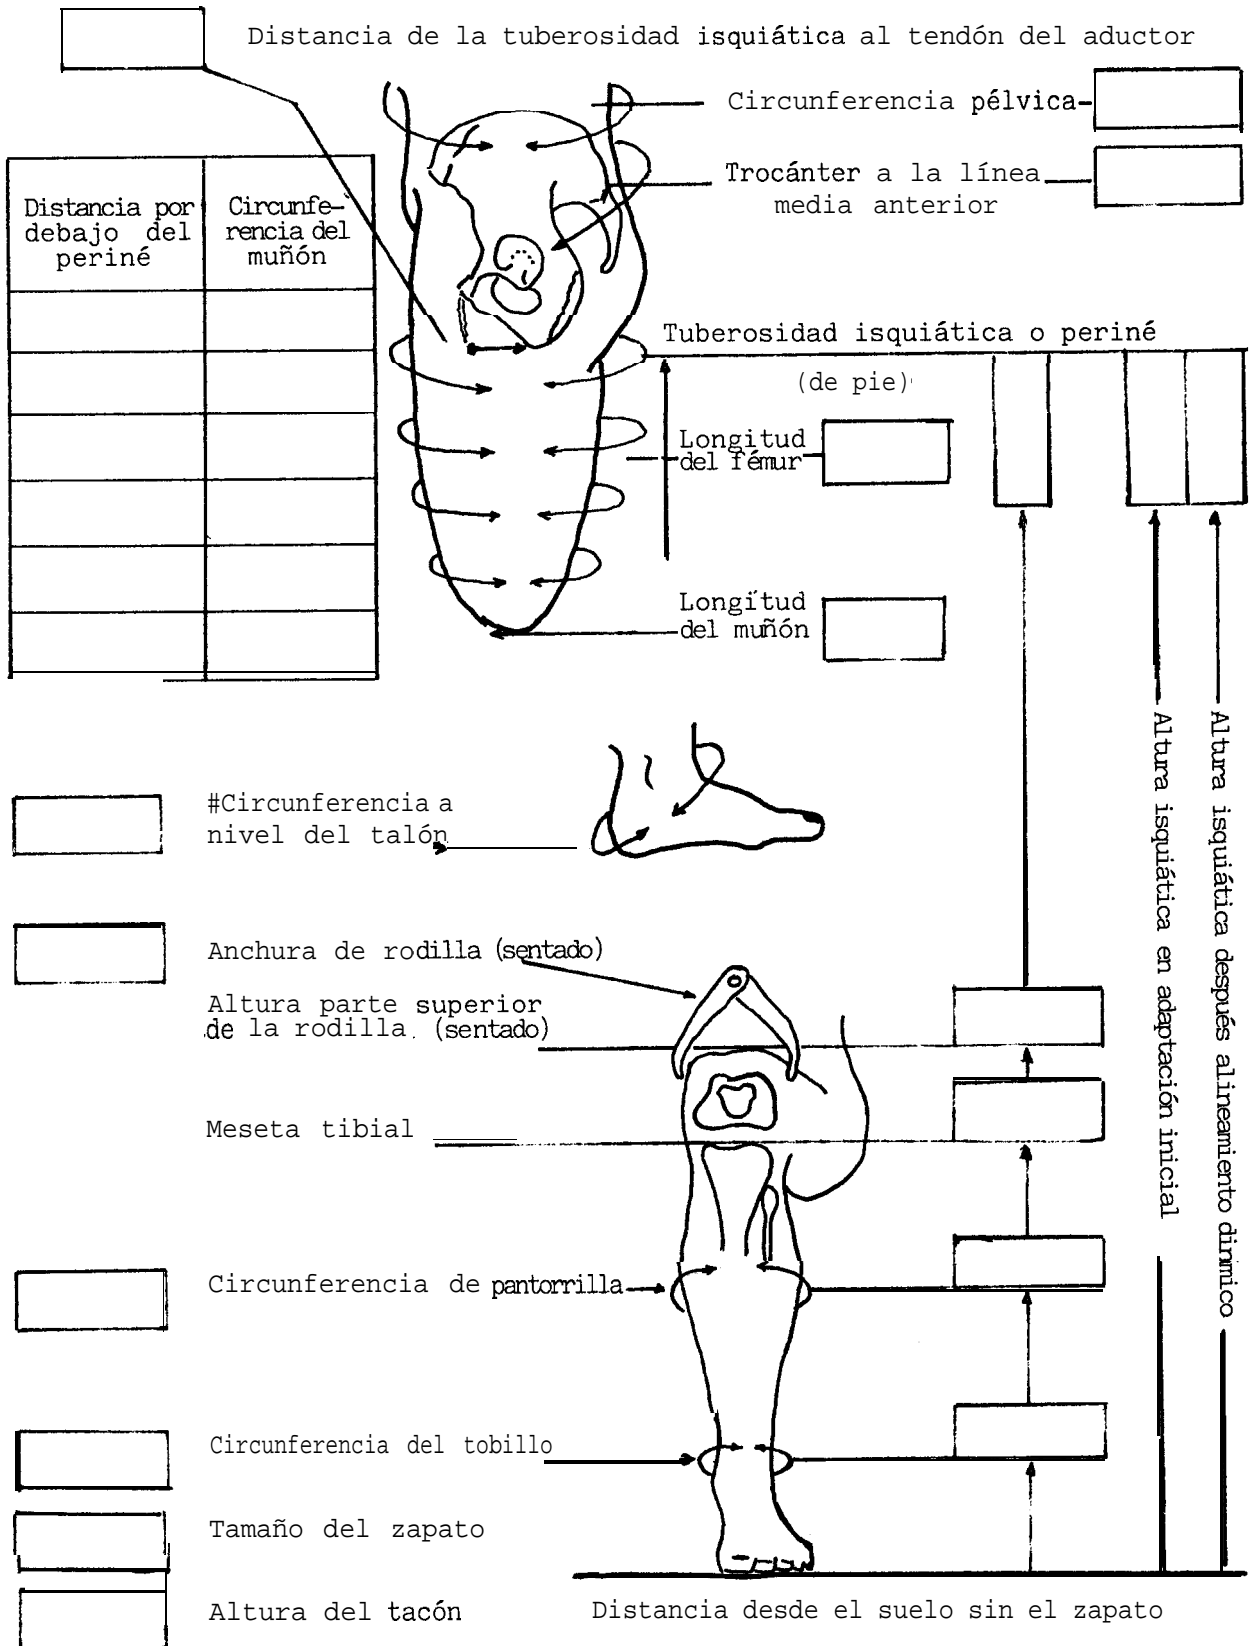 Distancia de la tuberosidad isquiática al tendón del aductor
Circunferencia pélvica
Trocánter a la línea
media anterior
Distancia por
debajo del
periné
Circunfe-
rencia del
muñón
Tuberosidad isquiática o periné
(de pie)
Longitud
del fémur
Longitud
del muñón
Altura isquiática en adaptación inicial
Altura isquiática después alineamiento dinmico
#Circunferencia a
nivel del talón
Anchura de rodilla (sentado)
Altura parte superior
de la rodilla. (sentado)
Meseta tibial
Circunferencia de pantorrilla
Circunferencia del tobillo
Tamaño del zapato
Altura del tacón
Distancia desde el suelo sin el zapato